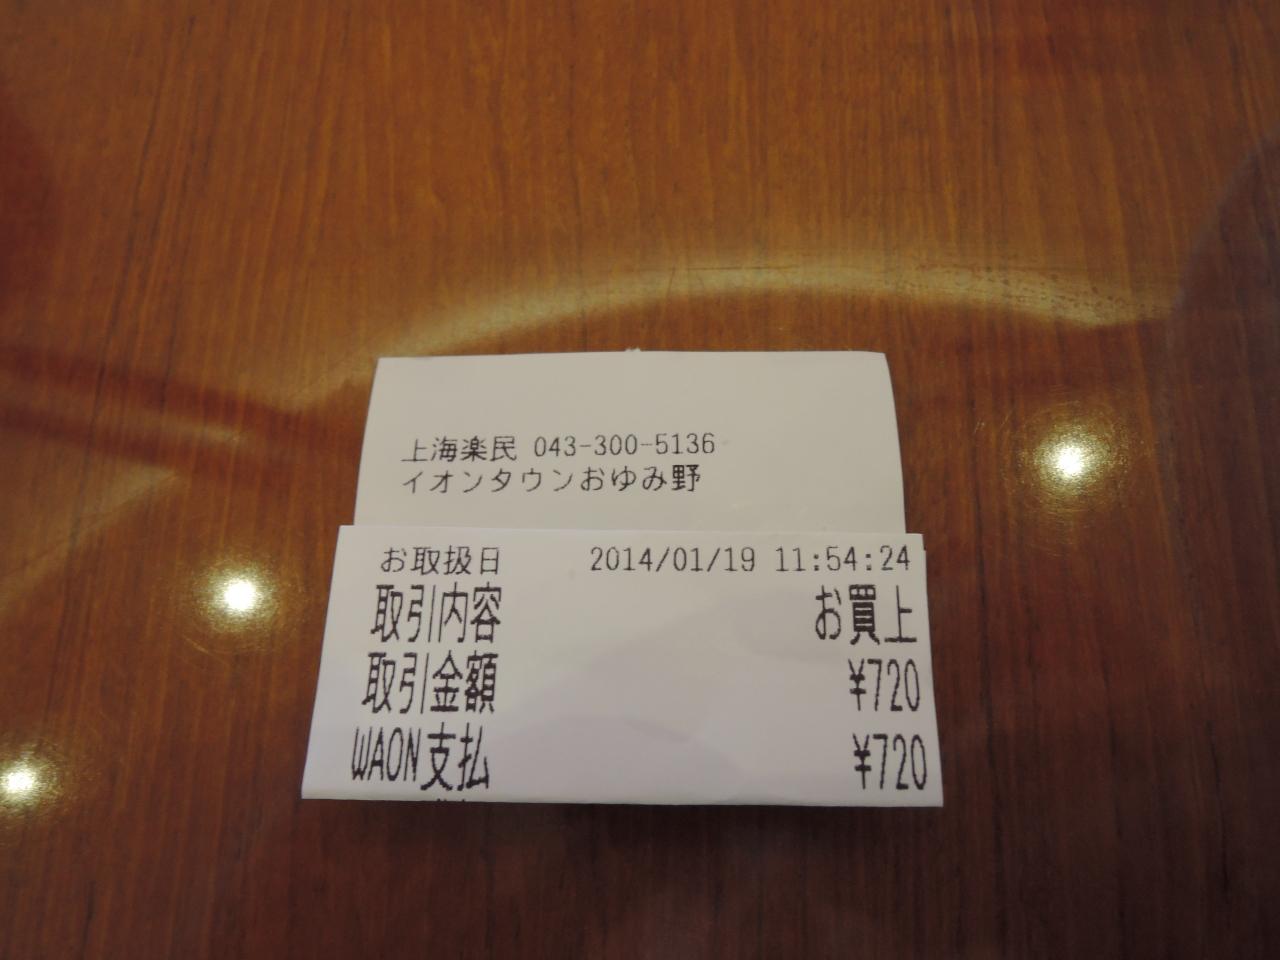 上海楽民 043-300-5136
イオンタウンおゆみ野
お取扱日 2014/01/19 11:54:24
取引内容 お買上
取引金額 ¥720
WAON支払 ¥720